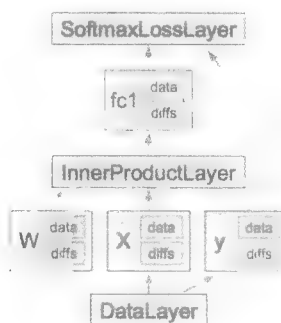 SoftmaxLossLayer
fc1 data
diffs
InnerProductLayer
W data X data y data
diffs diffs diffs
DataLayer